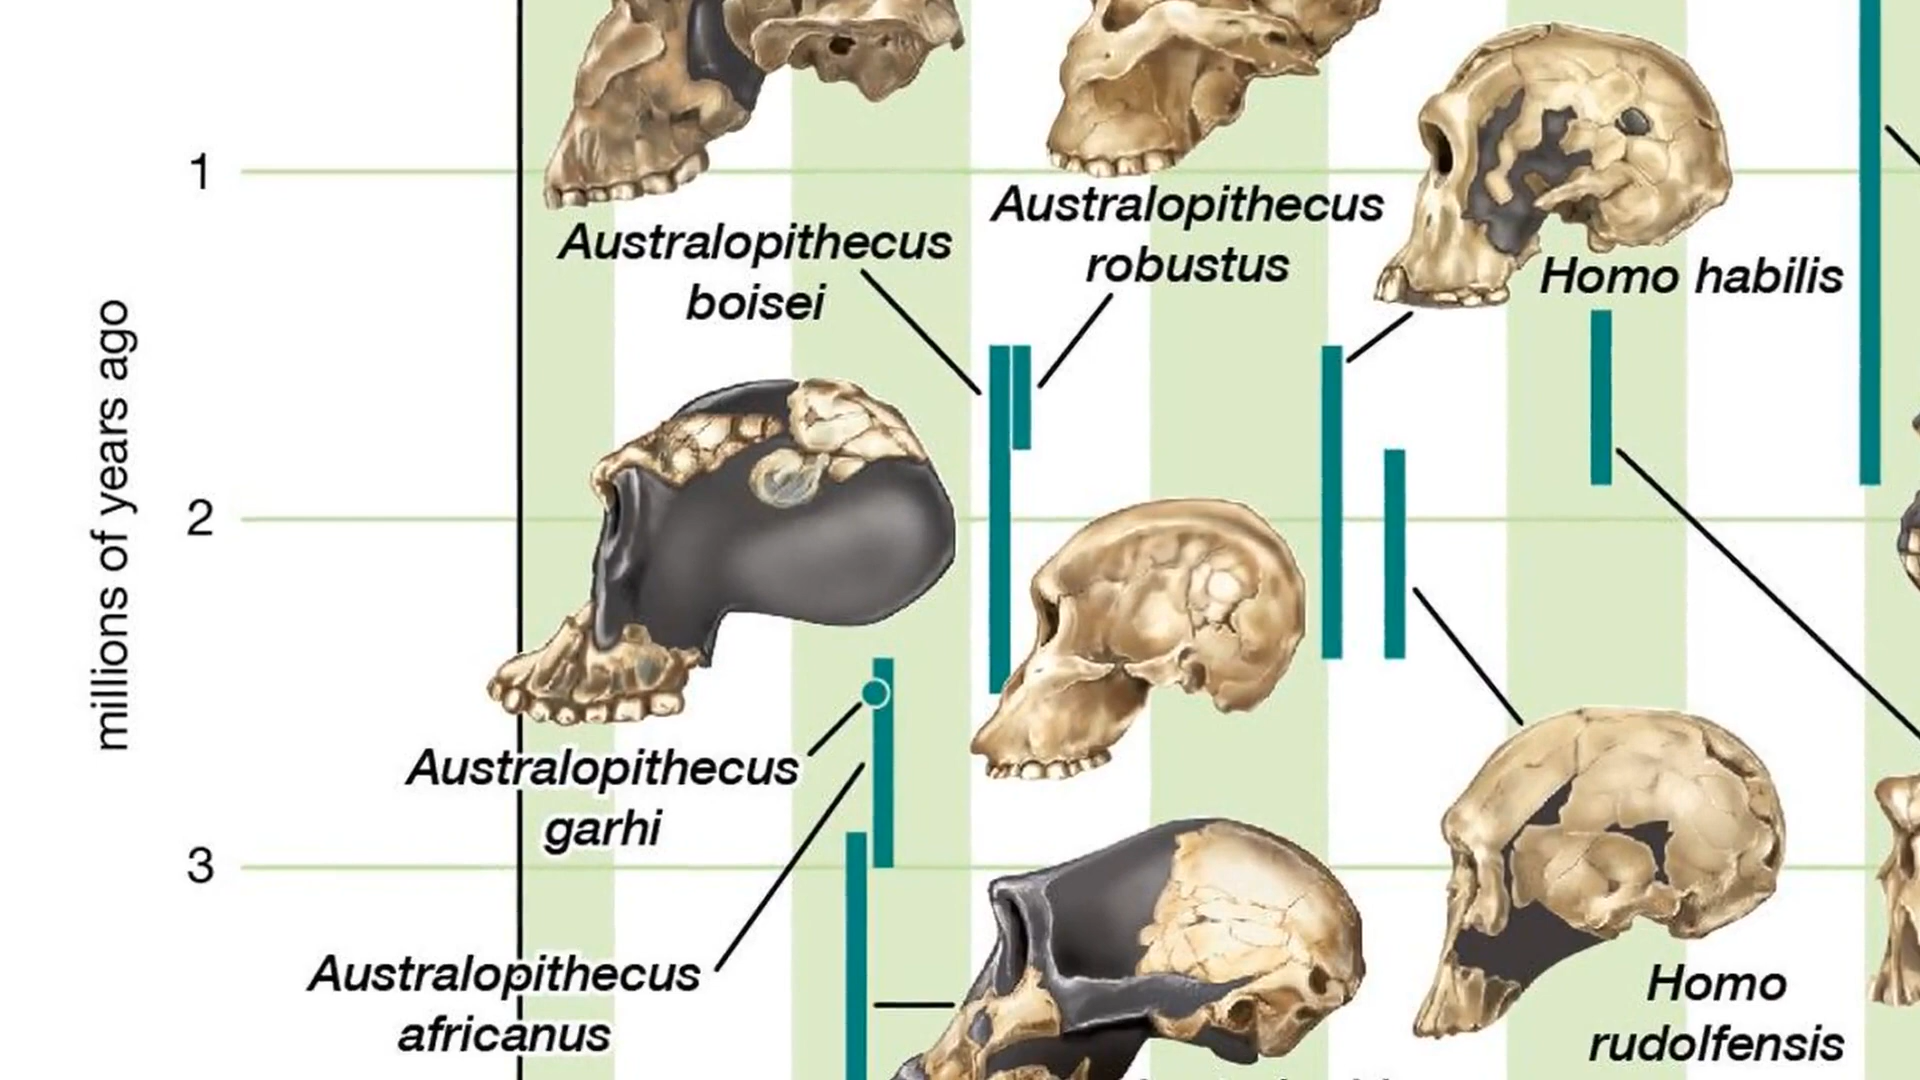 1
Australopithecus
robustus
Australopithecus
boisei
Homo habilis
millions of years ago
2
Australopithecus
garhi
3
Australopithecus
africanus
Homo
rudolfensis